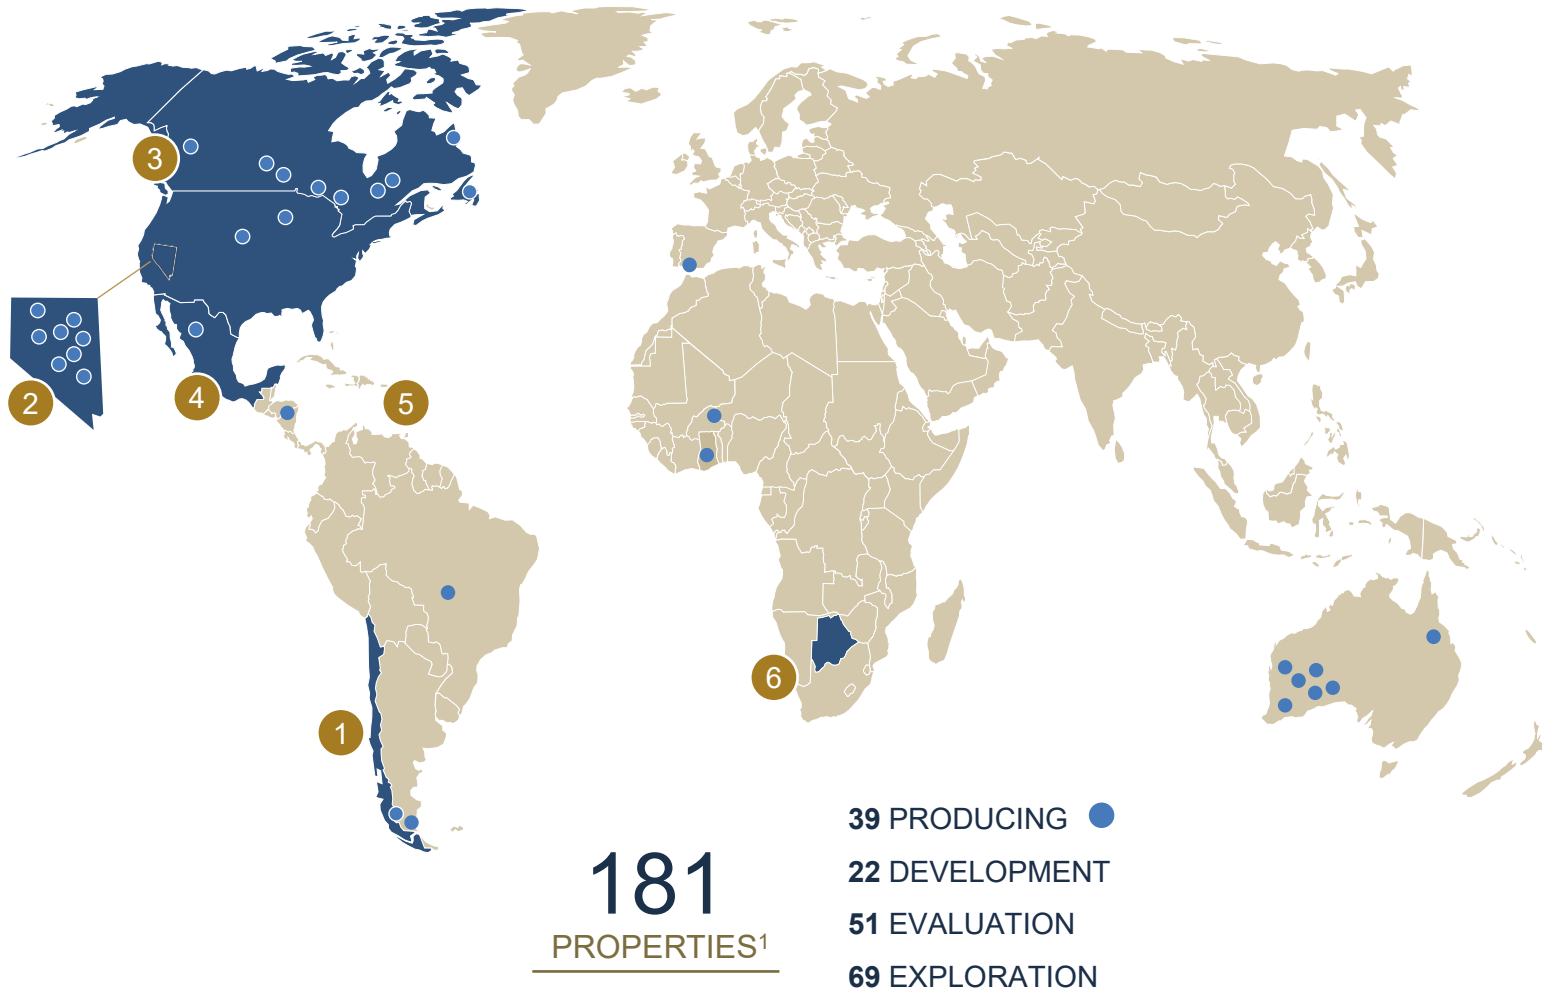 3
2
4
5
6
1
181
PROPERTIES¹
39 PRODUCING
22 DEVELOPMENT
51 EVALUATION
69 EXPLORATION